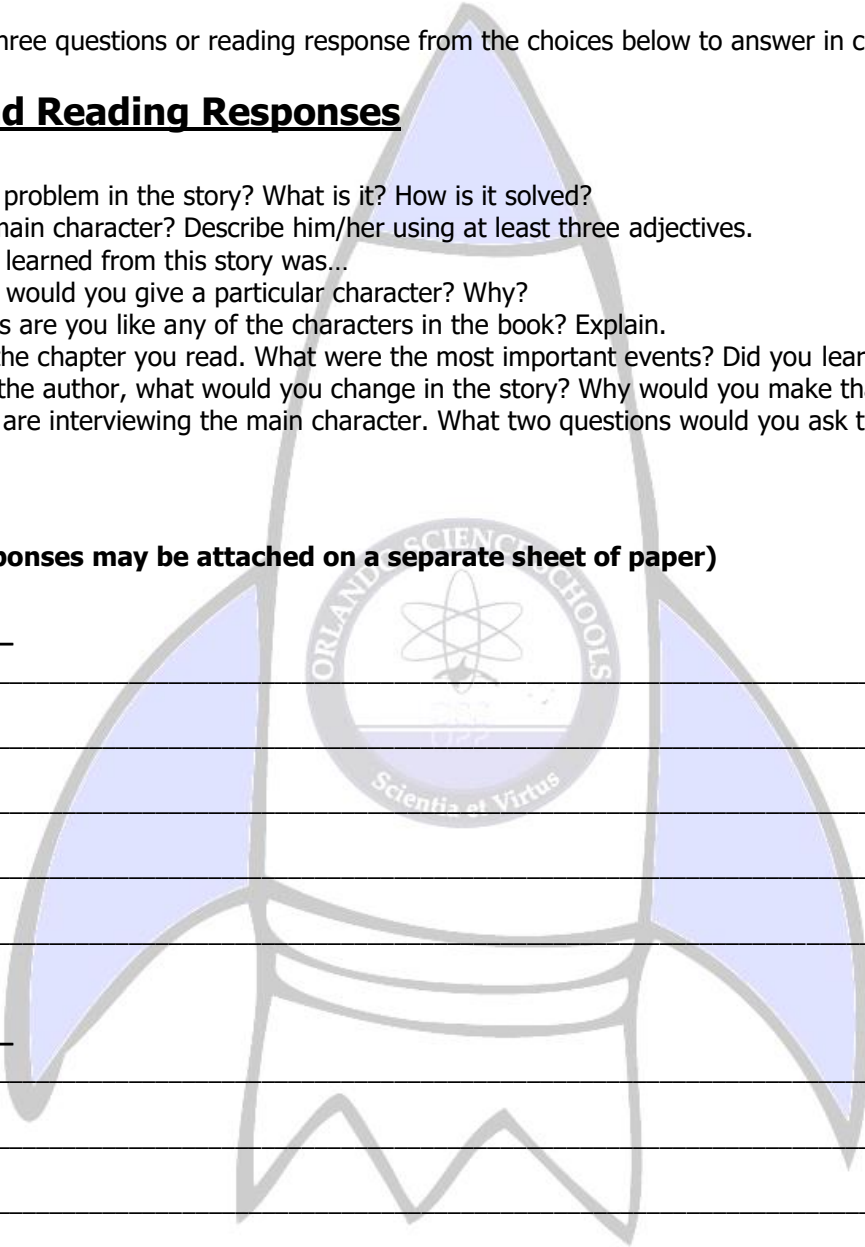 hree questions or reading response from the choices below to answer in c
d Reading Responses
problem in the story? What is it? How is it solved?
main character? Describe him/her using at least three adjectives.
learned from this story was…
would you give a particular character? Why?
s are you like any of the characters in the book? Explain.
the chapter you read. What were the most important events? Did you lear
the author, what would you change in the story? Why would you make tha
are interviewing the main character. What two questions would you ask t
ponses may be attached on a separate sheet of paper)
ORLANDO SCIENCE SCHOOLS
Scientia et Virtus